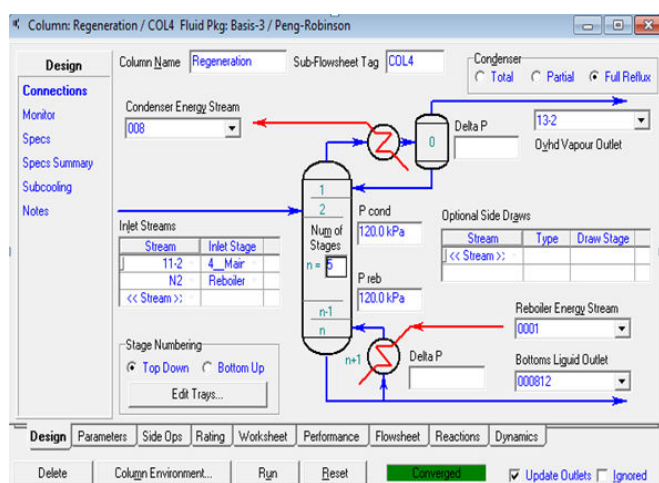 Column: Regeneration / COL4 Fluid Pkg: Basis-3 / Peng-Robinson
Design
Connections
Monitor
Specs
Specs Summary
Subcooling
Notes
Column Name Regeneration Sub-Flowsheet Tag COL4
Condenser
Total Partial Full Reflux
Condenser Energy Stream
008
0
Delta P
13-2
Ovhd Vapour Outlet
1
2
Num of
Stages
n = 5
n-1
n
n+1
P cond
120.0 kPa
P reb
120.0 kPa
Delta P
Inlet Streams
Stream Inlet Stage
11-2 4__Mair
N2 Reboiler
<< Stream >>
Optional Side Draws
Stream Type Draw Stage
<< Stream >>
Stage Numbering
Top Down Bottom Up
Edit Trays...
Reboiler Energy Stream
0001
Bottoms Liquid Outlet
000812
Design Parameters Side Ops Rating Worksheet Performance Flowsheet Reactions Dynamics
Delete Column Environment... Run Reset Converged Update Outlets Ignored